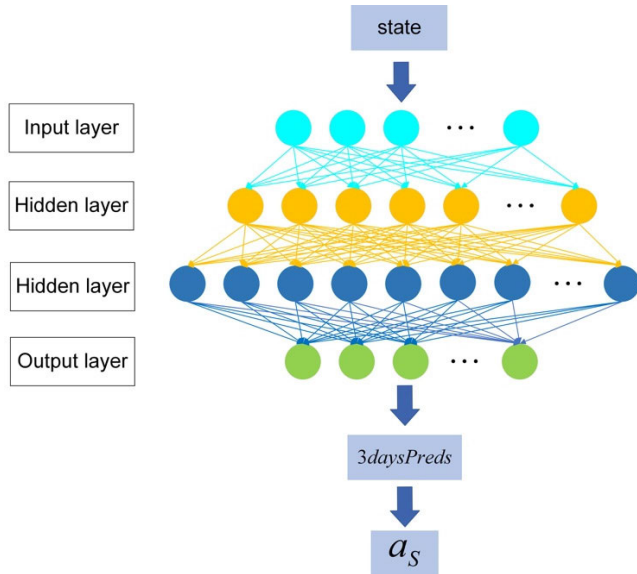 state
Input layer
...
Hidden layer
...
Hidden layer
...
Output layer
...
3daysPreds
a_S